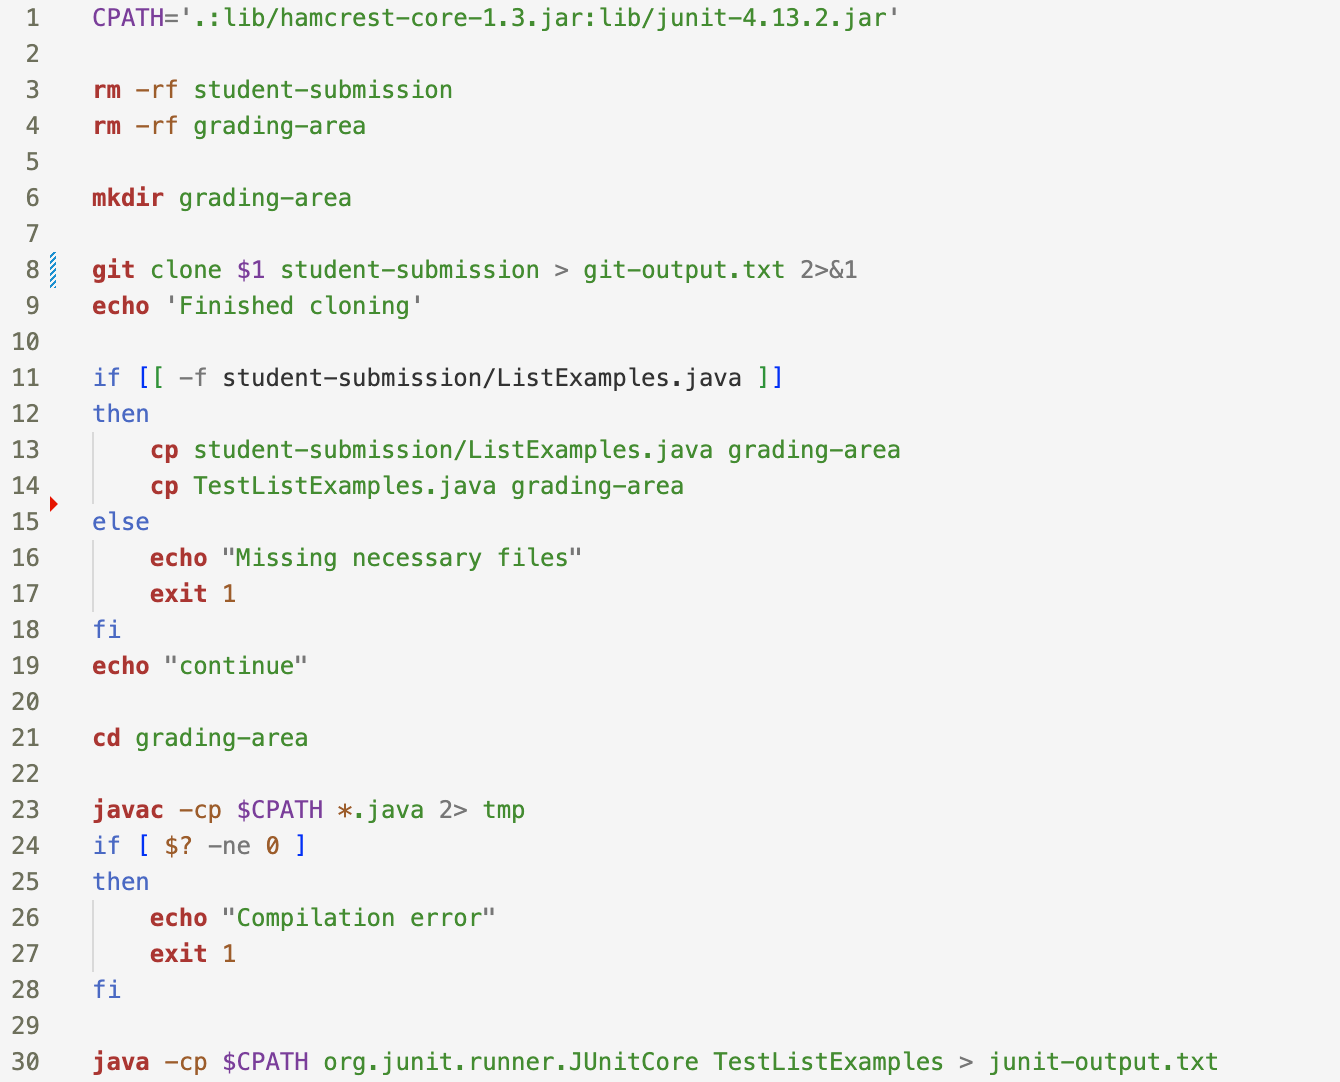 1 CPATH='.:lib/hamcrest-core-1.3.jar:lib/junit-4.13.2.jar'
2
3 rm -rf student-submission
4 rm -rf grading-area
5
6 mkdir grading-area
7
8 git clone $1 student-submission > git-output.txt 2>&1
9 echo 'Finished cloning'
10
11 if [[ -f student-submission/ListExamples.java ]]
12 then
13     cp student-submission/ListExamples.java grading-area
14     cp TestListExamples.java grading-area
15 else
16     echo "Missing necessary files"
17     exit 1
18 fi
19 echo "continue"
20
21 cd grading-area
22
23 javac -cp $CPATH *.java 2> tmp
24 if [ $? -ne 0 ]
25 then
26     echo "Compilation error"
27     exit 1
28 fi
29
30 java -cp $CPATH org.junit.runner.JUnitCore TestListExamples > junit-output.txt